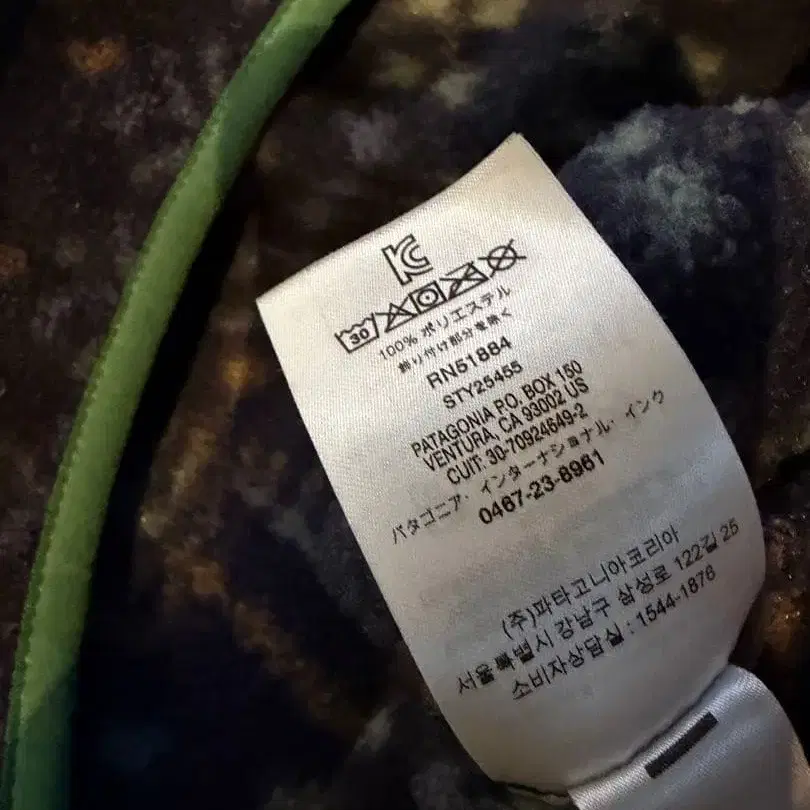 KC
30
100% ポリエステル
飾り付け部分を除く
RN51884
STY25455
PATAGONIA P.O. BOX 150
VENTURA, CA 93002 US
CUIT: 30-70924649-2
パタゴニア・インターナショナル・インク
0467-23-8961
(주)파타고니아코리아
서울특별시 강남구 삼성로 122길 25
소비자상담실 : 1544-1876